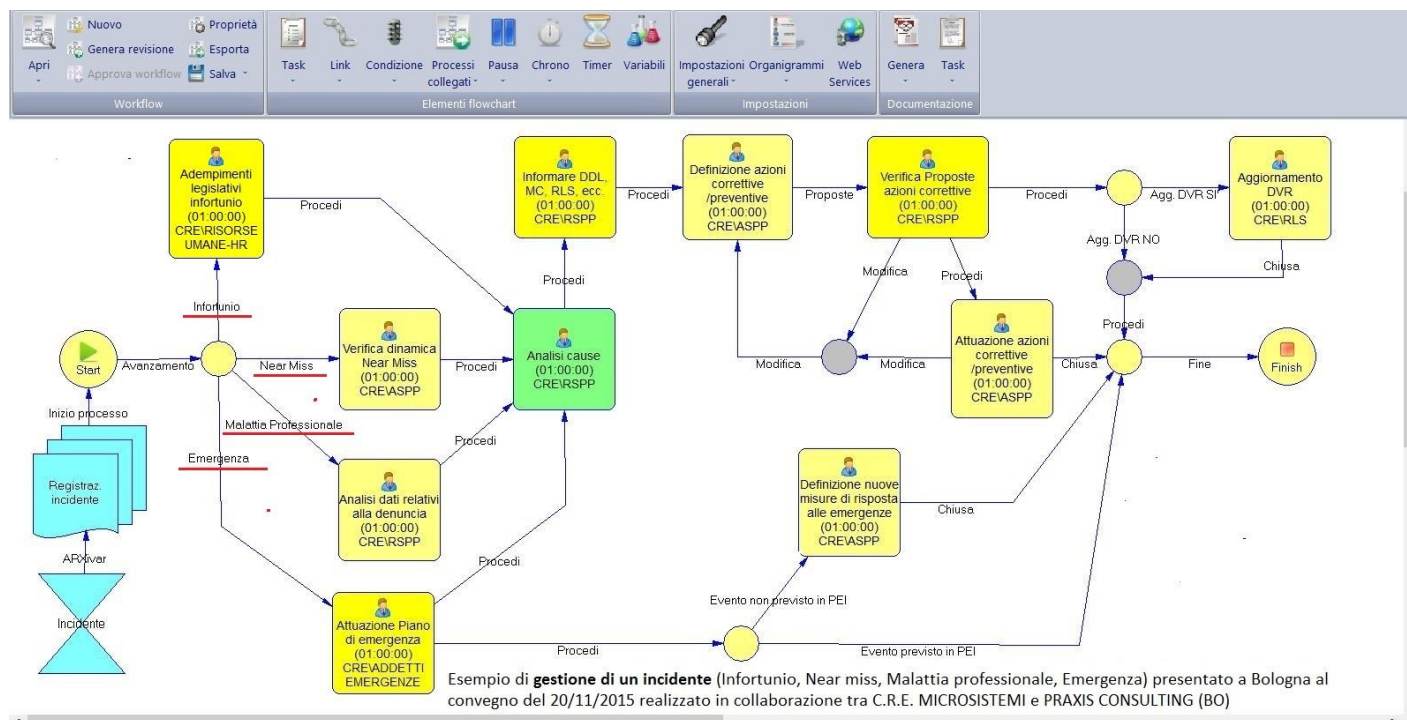 Nuovo
Genera revisione
Approva workflow
Proprietà
Esporta
Salva
Apri
Task
Link
Condizione
Processi
collegati
Pausa
Chrono
Timer
Variabili
Impostazioni
generali
Organigrammi
Web
Services
Genera
Task
Workflow
Elementi flowchart
Impostazioni
Documentazione
Adempimenti
legislativi
infortunio
(01:00:00)
CRE\RISORSE
UMANE-HR
Procedi
Informare DDL,
MC, RLS, ecc.
(01:00:00)
CRE\RSPP
Procedi
Definizione azioni
correttive
/preventive
(01:00:00)
CRE\ASPP
Proposte
Verifica Proposte
azioni correttive
(01:00:00)
CRE\RSPP
Procedi
Agg. DVR SI'
Aggiornamento
DVR
(01:00:00)
CRE\RLS
Agg. DVR NO
Chiusa
Procedi
Modifica
Procedi
Infortunio
Start
Avanzamento
Near Miss
Verifica dinamica
Near Miss
(01:00:00)
CRE\ASPP
Procedi
Analisi cause
(01:00:00)
CRE\RSPP
Procedi
Modifica
Modifica
Attuazione azioni
correttive
/preventive
(01:00:00)
CRE\ASPP
Chiusa
Fine
Finish
Inizio processo
Malattia Professionale
Emergenza
Procedi
Registraz.
incidente
Analisi dati relativi
alla denuncia
(01:00:00)
CRE\RSPP
Definizione nuove
misure di risposta
alle emergenze
(01:00:00)
CRE\ASPP
Chiusa
ARXivar
Incidente
Procedi
Attuazione Piano
di emergenza
(01:00:00)
CRE\ADDETTI
EMERGENZE
Procedi
Evento non previsto in PEI
Evento previsto in PEI
Esempio di gestione di un incidente (Infortunio, Near miss, Malattia professionale, Emergenza) presentato a Bologna al
convegno del 20/11/2015 realizzato in collaborazione tra C.R.E. MICROSISTEMI e PRAXIS CONSULTING (BO)